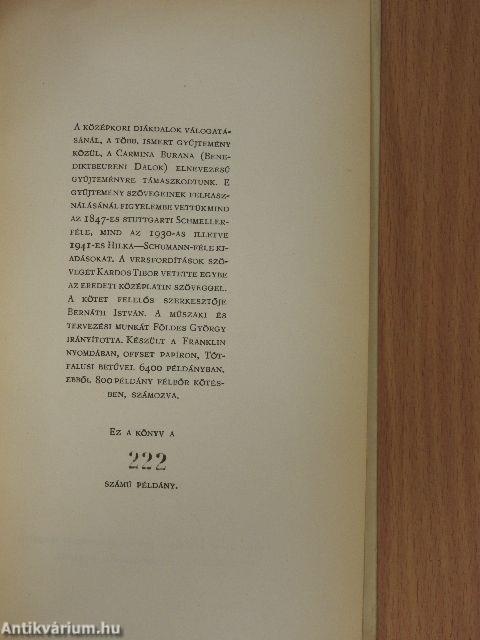 A KÖZÉPKORI DIÁKDALOK VÁLOGATÁ-
SÁNÁL, A TÖBB, ISMERT GYŰJTEMÉNY
KÖZÜL, A CARMINA BURANA (BENE-
DIKTBEURENI DALOK) ELNEVEZÉSŰ
GYŰJTEMÉNYRE TÁMASZKODTUNK. E
GYŰJTEMÉNY SZÖVEGEINEK FELHASZ-
NÁLÁSÁNÁL FIGYELEMBE VETTÜK MIND
AZ 1847-ES STUTTGARTI SCHMELLER-
FÉLE, MIND AZ 1930-AS ILLETVE
1941-ES HILKA—SCHUMANN-FÉLE KI-
ADÁSOKAT. A VERSFORDÍTÁSOK SZÖ-
VEGÉT KARDOS TIBOR VETETTE EGYBE
AZ EREDETI KÖZÉPLATIN SZÖVEGGEL.
A KÖTET FELELŐS SZERKESZTŐJE
BERNÁTH ISTVÁN. A MŰSZAKI ÉS
TERVEZÉSI MUNKÁT FÖLDES GYÖRGY
IRÁNYÍTOTTA. KÉSZÜLT A FRANKLIN
NYOMDÁBAN, OFFSET PAPIRON, TÓT-
FALUSI BETŰVEL 6400 PÉLDÁNYBAN,
EBBŐL 800 PÉLDÁNY FÉLBŐR KÖTÉS-
BEN, SZÁMOZVA.
EZ A KÖNYV A
222
SZÁMÚ PÉLDÁNY.
Antikvárium.hu